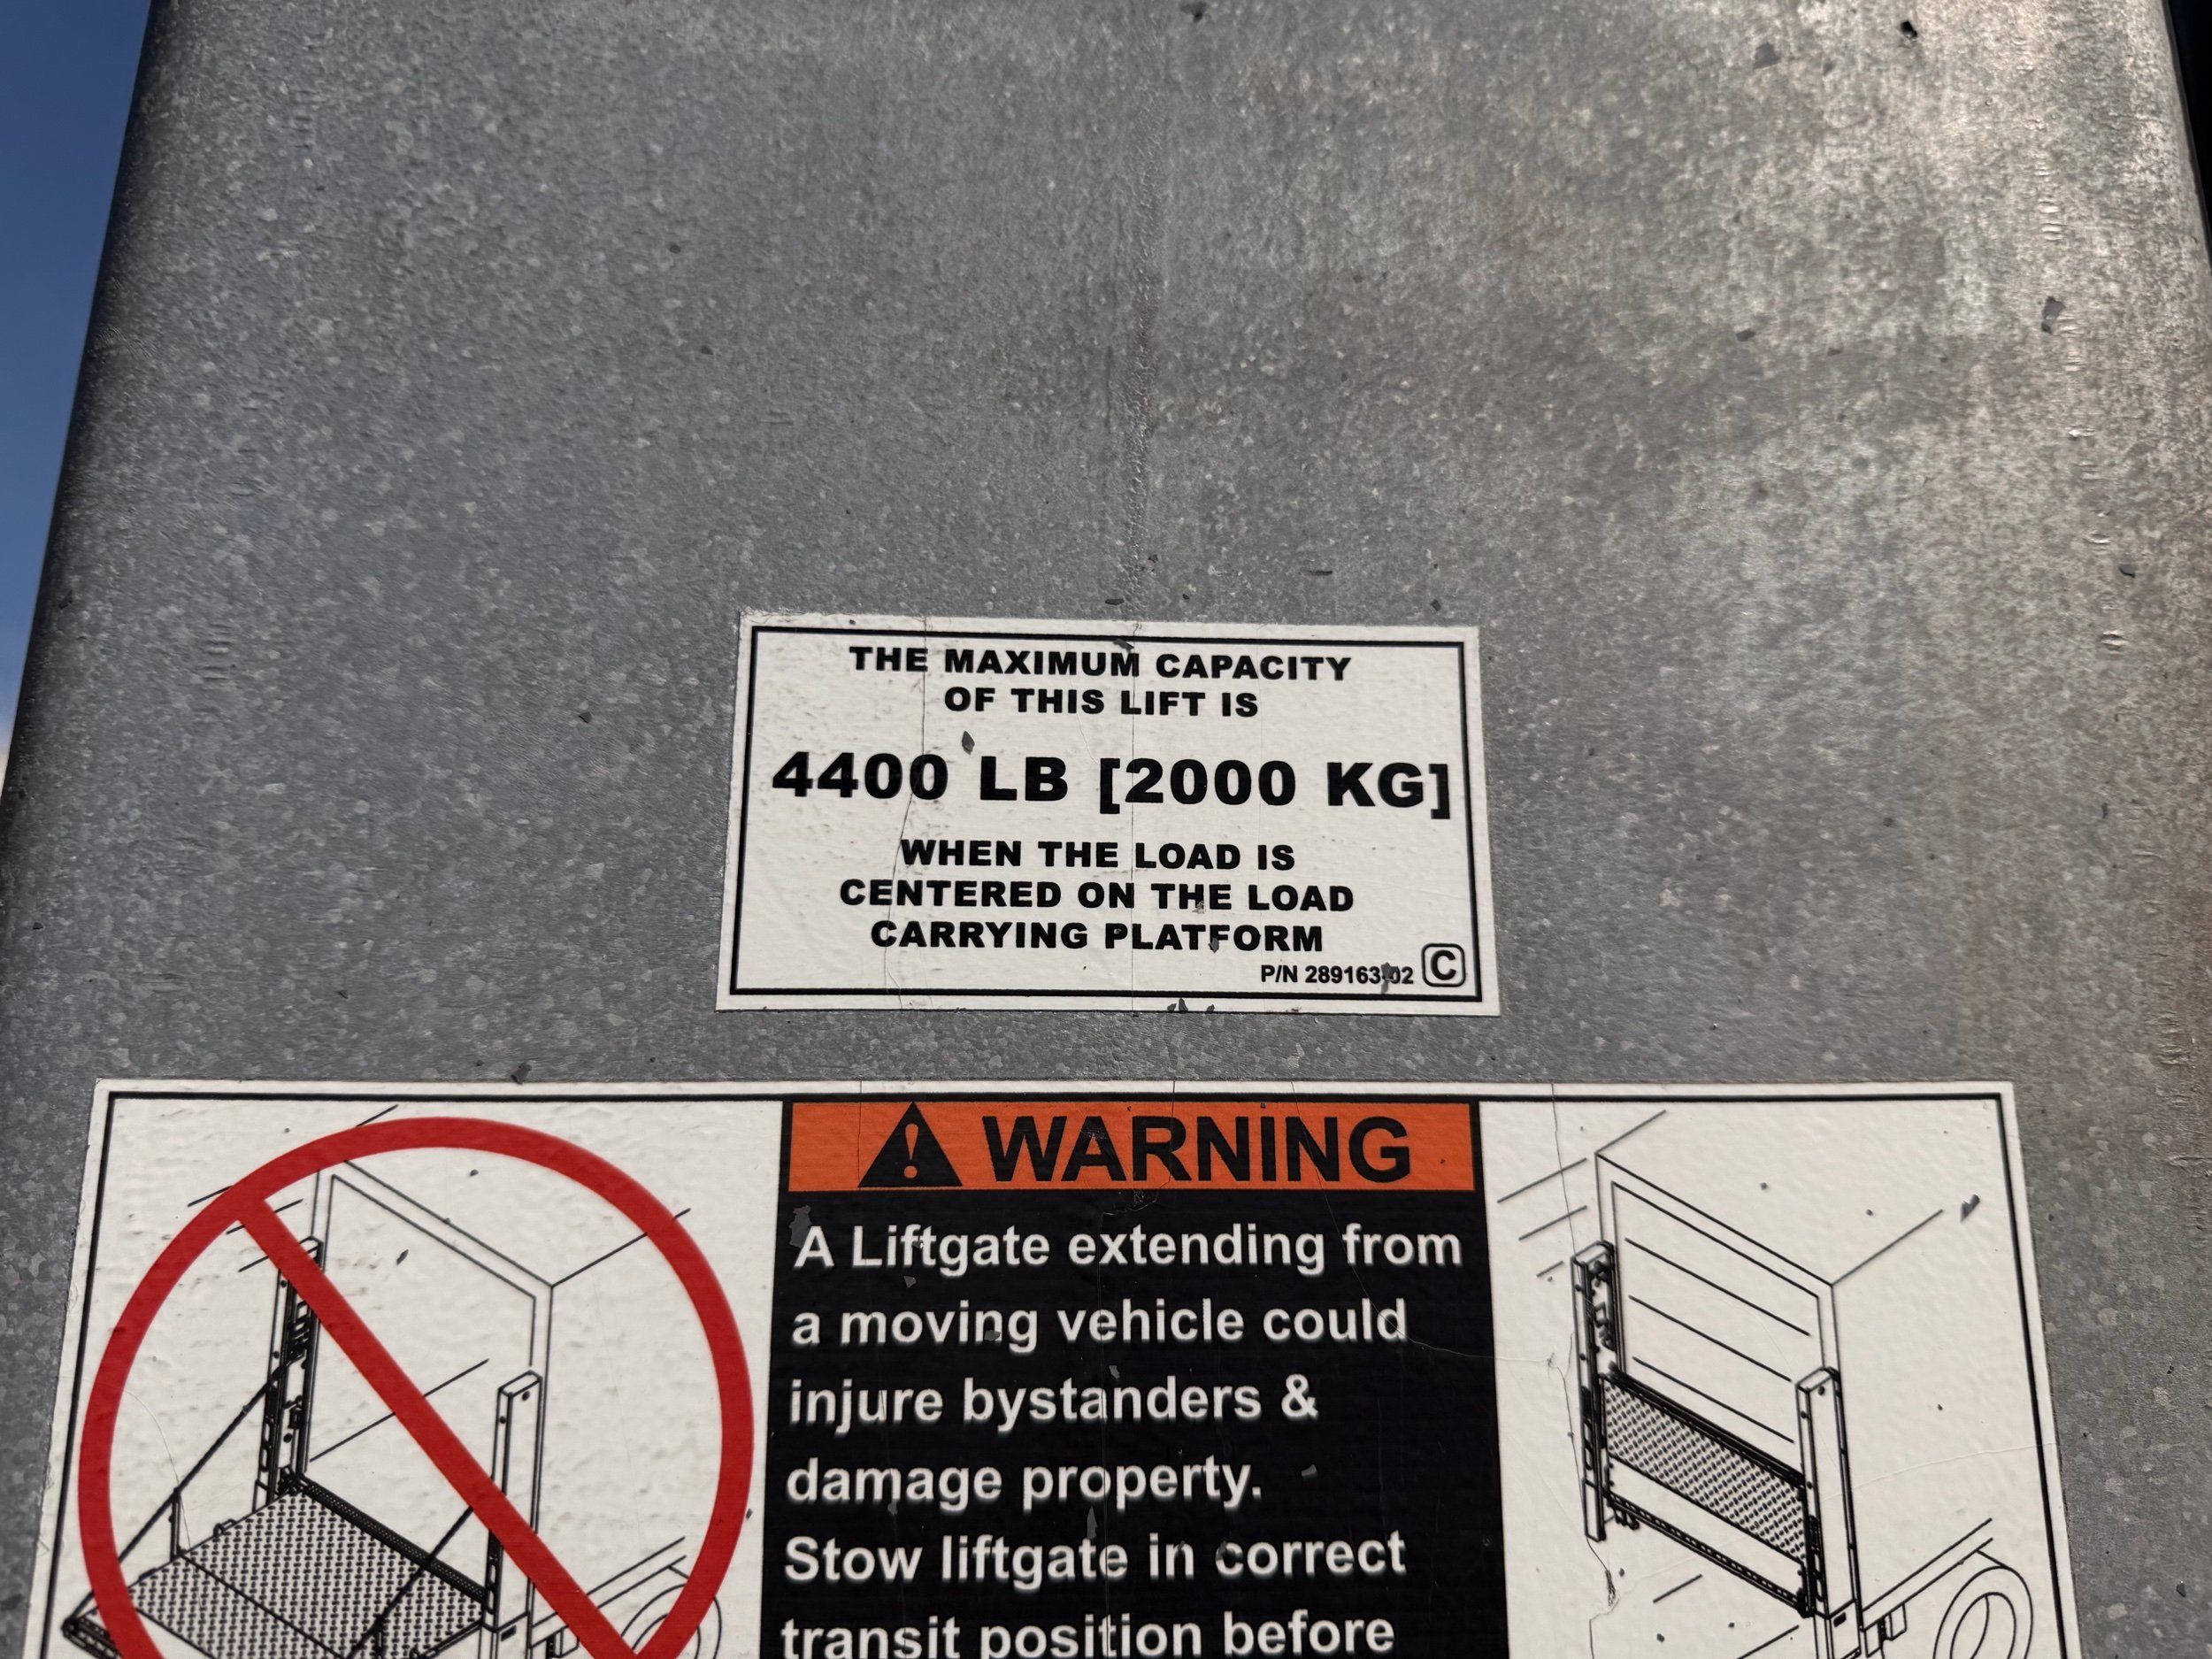 THE MAXIMUM CAPACITY
OF THIS LIFT IS
4400 LB [2000 KG]
WHEN THE LOAD IS
CENTERED ON THE LOAD
CARRYING PLATFORM
P/N 289163-02 C
WARNING
A Liftgate extending from
a moving vehicle could
injure bystanders &
damage property.
Stow liftgate in correct
transit position before